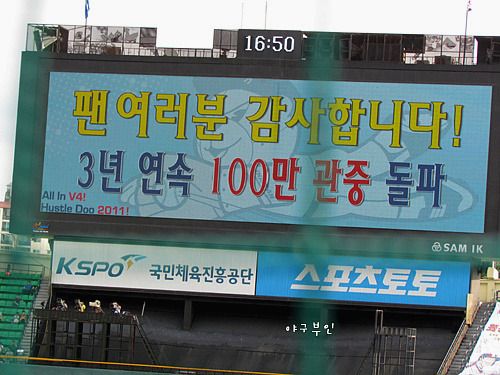 16:50
팬 여러분 감사합니다!
3년 연속 100만 관중 돌파
All In V4!
Hustle Doo 2011!
SAM IK
KSPO 국민체육진흥공단
스포츠토토
야구부인